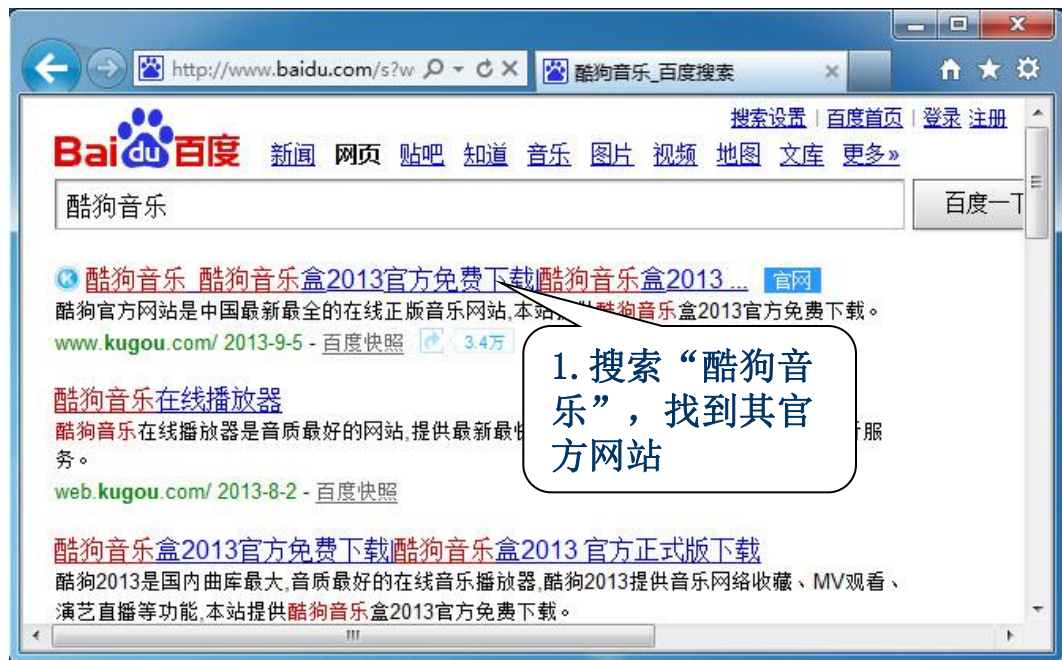 http://www.baidu.com/s?w
酷狗音乐_百度搜索
搜索设置 | 百度首页 | 登录 注册
Bai du 百度 新闻 网页 贴吧 知道 音乐 图片 视频 地图 文库 更多»
酷狗音乐 百度一下
酷狗音乐_酷狗音乐盒2013官方免费下载|酷狗音乐盒2013 ... 官网
酷狗官方网站是中国最新最全的在线正版音乐网站,本站 酷狗音乐盒2013官方免费下载。
www.kugou.com/ 2013-9-5 - 百度快照 3.4万
1. 搜索“酷狗音
乐”，找到其官
方网站
酷狗音乐在线播放器
酷狗音乐在线播放器是音质最好的网站,提供最新最
务。
web.kugou.com/ 2013-8-2 - 百度快照
酷狗音乐盒2013官方免费下载|酷狗音乐盒2013 官方正式版下载
酷狗2013是国内曲库最大,音质最好的在线音乐播放器,酷狗2013提供音乐网络收藏、MV观看、
演艺直播等功能,本站提供酷狗音乐盒2013官方免费下载。